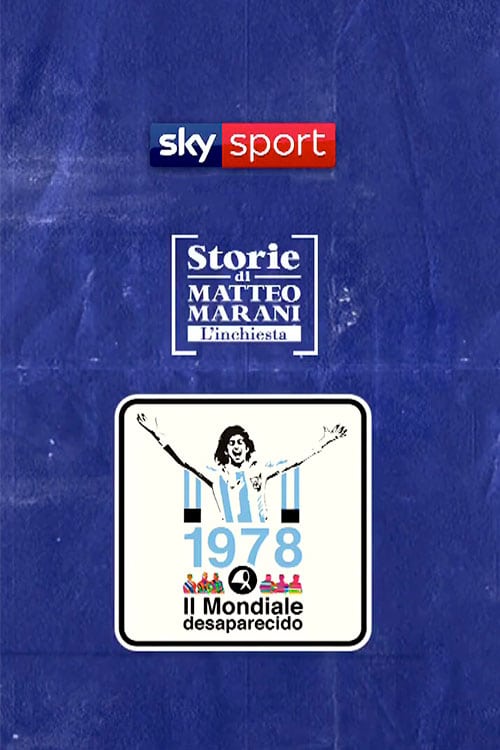 sky sport
Storie
di
MATTEO
MARANI
L'inchiesta
1978
Il Mondiale
desaparecido